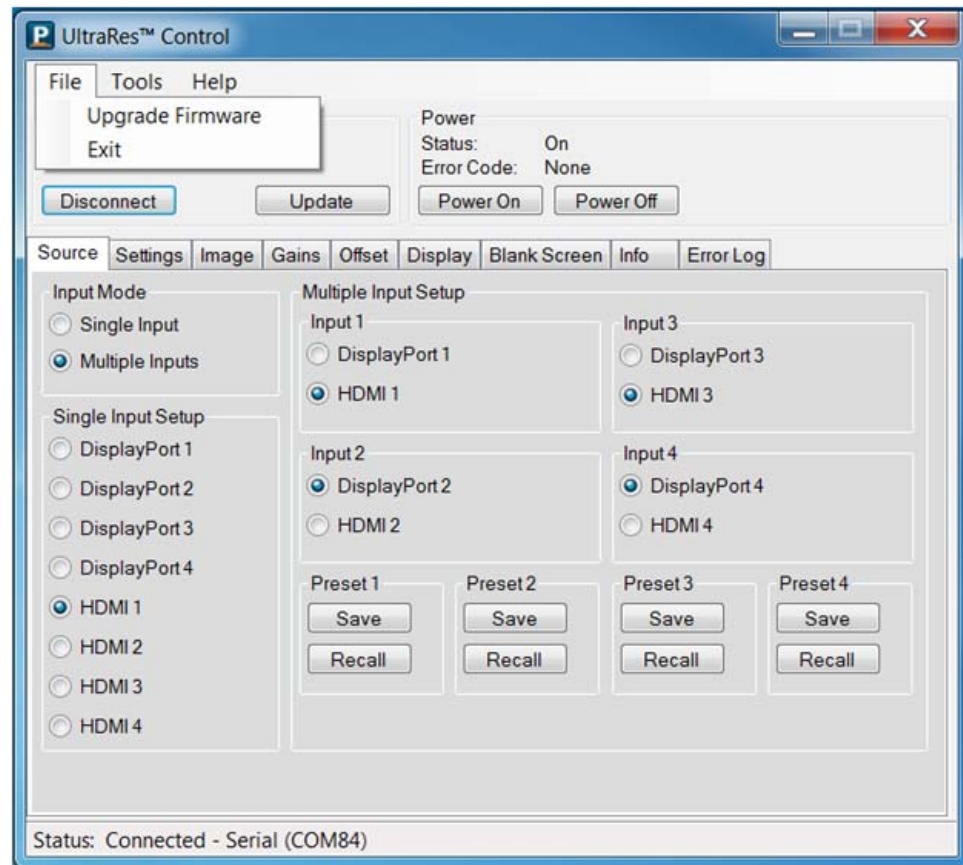 P UltraRes™ Control
File Tools Help
Upgrade Firmware
Exit
Power
Status: On
Error Code: None
Disconnect Update Power On Power Off
Source Settings Image Gains Offset Display Blank Screen Info Error Log
Input Mode
Single Input
Multiple Inputs
Single Input Setup
DisplayPort 1
DisplayPort 2
DisplayPort 3
DisplayPort 4
HDMI 1
HDMI 2
HDMI 3
HDMI 4
Multiple Input Setup
Input 1
DisplayPort 1
HDMI 1
Input 3
DisplayPort 3
HDMI 3
Input 2
DisplayPort 2
HDMI 2
Input 4
DisplayPort 4
HDMI 4
Preset 1
Save
Recall
Preset 2
Save
Recall
Preset 3
Save
Recall
Preset 4
Save
Recall
Status: Connected - Serial (COM84)